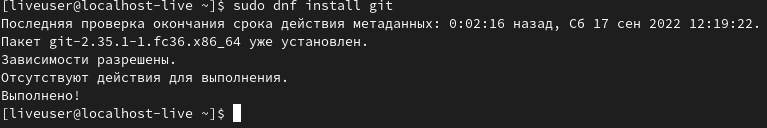 [liveuser@localhost-live ~]$ sudo dnf install git
Последняя проверка окончания срока действия метаданных: 0:02:16 назад, Сб 17 сен 2022 12:19:22.
Пакет git-2.35.1-1.fc36.x86_64 уже установлен.
Зависимости разрешены.
Отсутствуют действия для выполнения.
Выполнено!
[liveuser@localhost-live ~]$